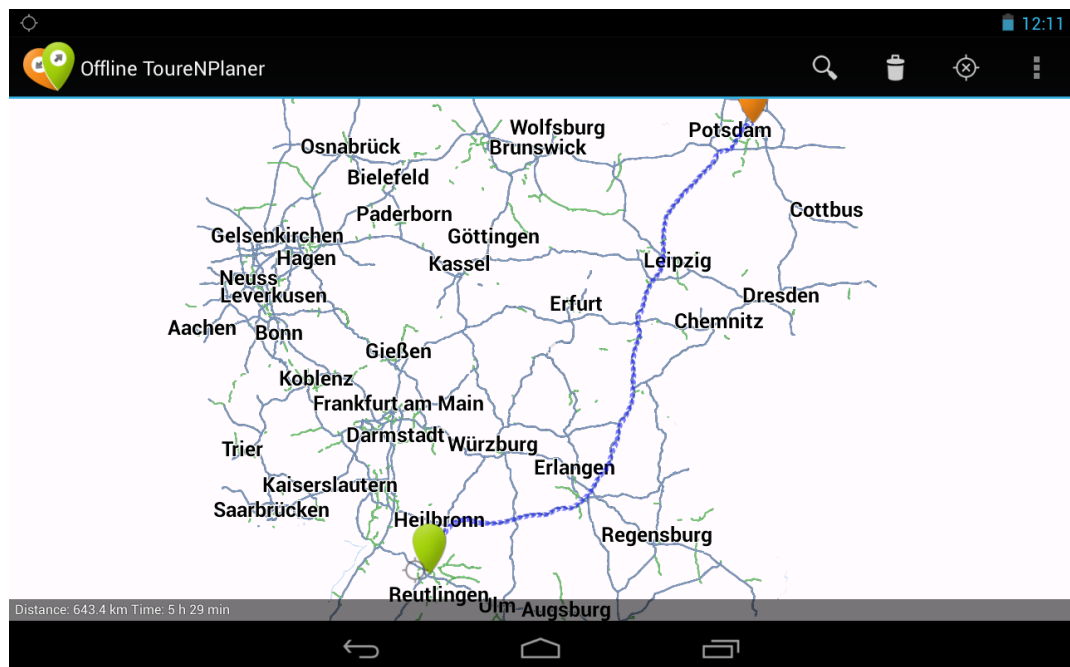 12:11
Offline ToureNPlaner
Wolfsburg
Potsdam
Osnabrück
Brunswick
Bielefeld
Cottbus
Paderborn
Gelsenkirchen
Göttingen
Hagen
Kassel
Leipzig
Neuss
Leverkusen
Dresden
Erfurt
Aachen
Bonn
Chemnitz
Gießen
Koblenz
Frankfurt am Main
Darmstadt
Würzburg
Trier
Erlangen
Kaiserslautern
Saarbrücken
Heilbronn
Regensburg
Reutlingen
Ulm
Augsburg
Distance: 643.4 km Time: 5 h 29 min